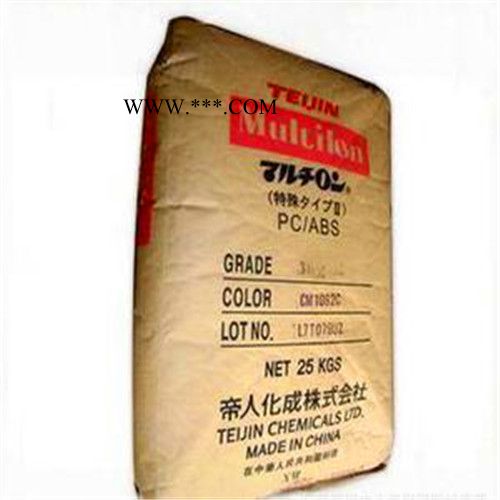 TEIJIN
WWW.***.COM
Multilon
マルチロン®
(特殊タイプⅡ)
PC/ABS
GRADE
COLOR CM1062C
LOT NO.
NET 25 KGS
帝人化成株式会社
TEIJIN CHEMICALS LTD.
MADE IN CHINA